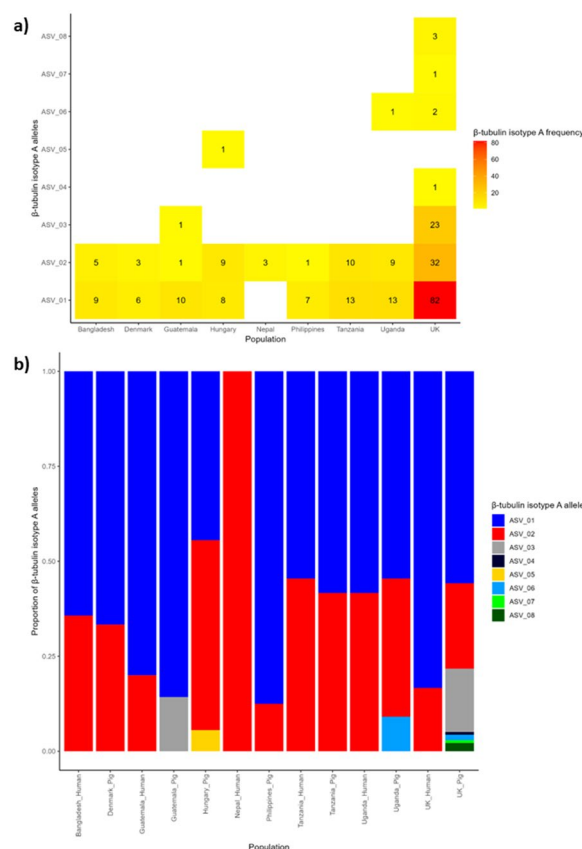 a)
β-tubulin isotype A alleles
ASV_08
ASV_07
ASV_06
ASV_05
ASV_04
ASV_03
ASV_02
ASV_01
3
1
1 2
1
1
1 23
5 3 1 9 3 1 10 9 32
9 6 10 8 7 13 13 82
Bangladesh Denmark Guatemala Hungary Nepal Philippines Tanzania Uganda UK
Population
β-tubulin isotype A frequency
80
60
40
20
b)
Proportion of β-tubulin isotype A alleles
1.00
0.75
0.50
0.25
0.00
Bangladesh_Human
Denmark_Pig
Guatemala_Human
Guatemala_Pig
Hungary_Pig
Nepal_Human
Philippines_Pig
Tanzania_Human
Tanzania_Pig
Uganda_Human
Uganda_Pig
UK_Human
UK_Pig
Population
β-tubulin isotype A allele
ASV_01
ASV_02
ASV_03
ASV_04
ASV_05
ASV_06
ASV_07
ASV_08